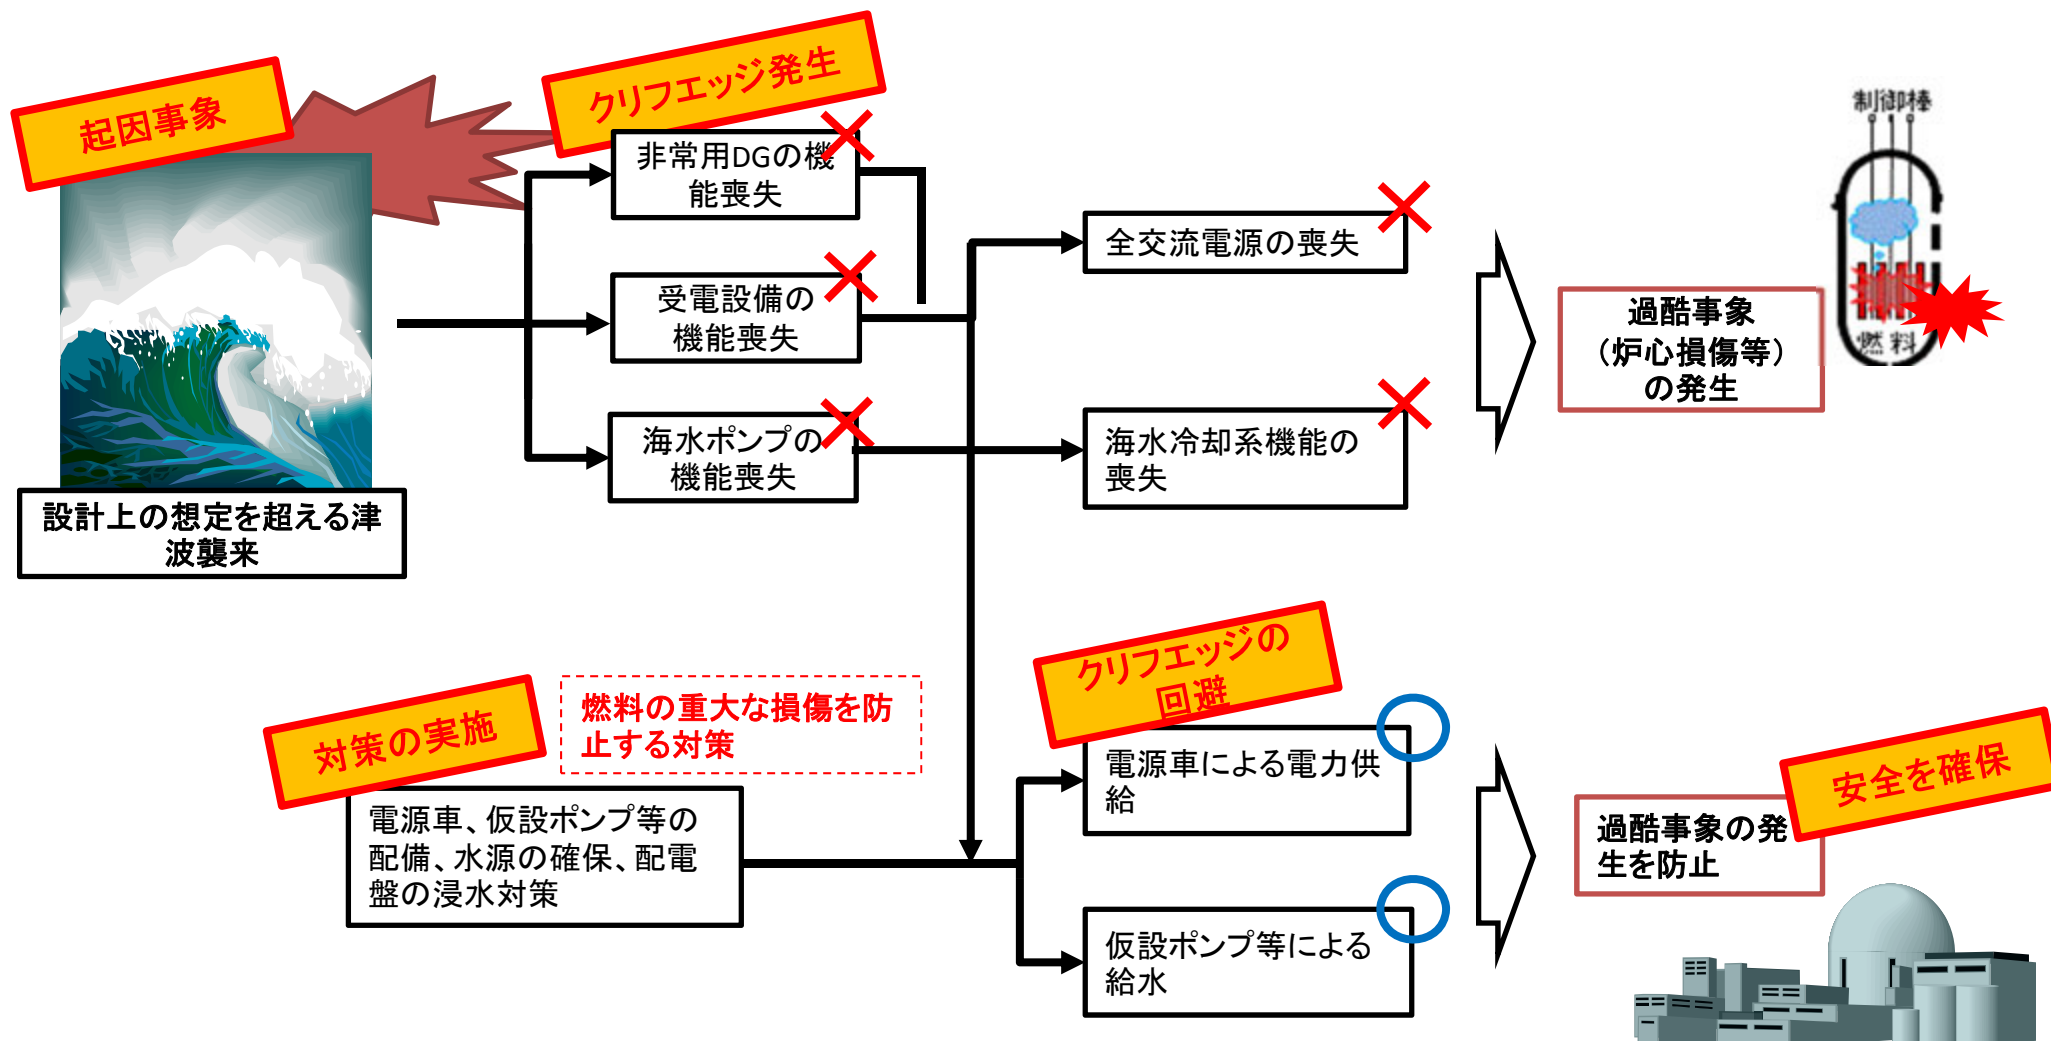 起因事象
クリフエッジ発生
設計上の想定を超える津
波襲来
非常用DGの機
能喪失
受電設備の
機能喪失
海水ポンプの
機能喪失
全交流電源の喪失
海水冷却系機能の
喪失
過酷事象
（炉心損傷等）
の発生
制御棒
燃料
対策の実施
燃料の重大な損傷を防
止する対策
電源車、仮設ポンプ等の
配備、水源の確保、配電
盤の浸水対策
クリフエッジの
回避
電源車による電力供
給
仮設ポンプ等による
給水
安全を確保
過酷事象の発
生を防止